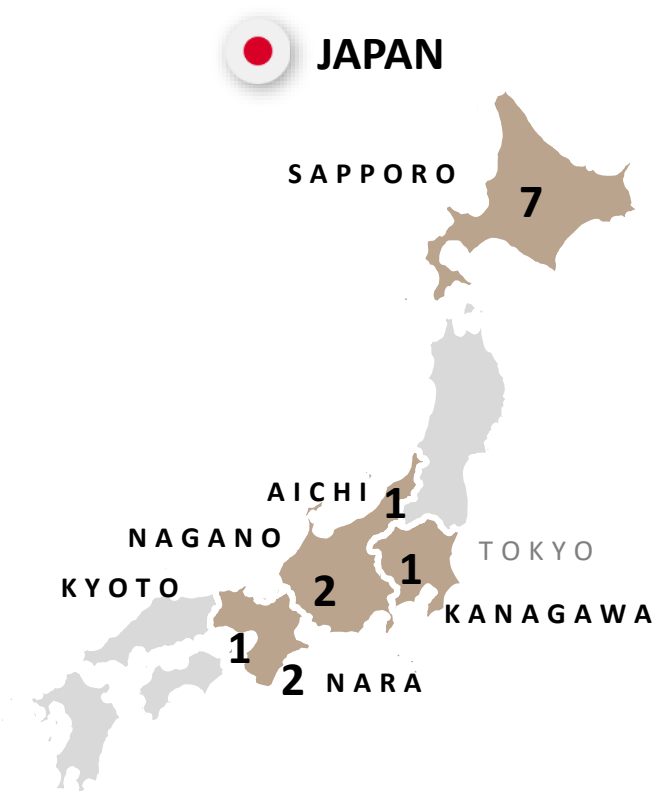 JAPAN
SAPPORO
7
AICHI 1
NAGANO
TOKYO
1
2
KYOTO
KANAGAWA
1
2 NARA